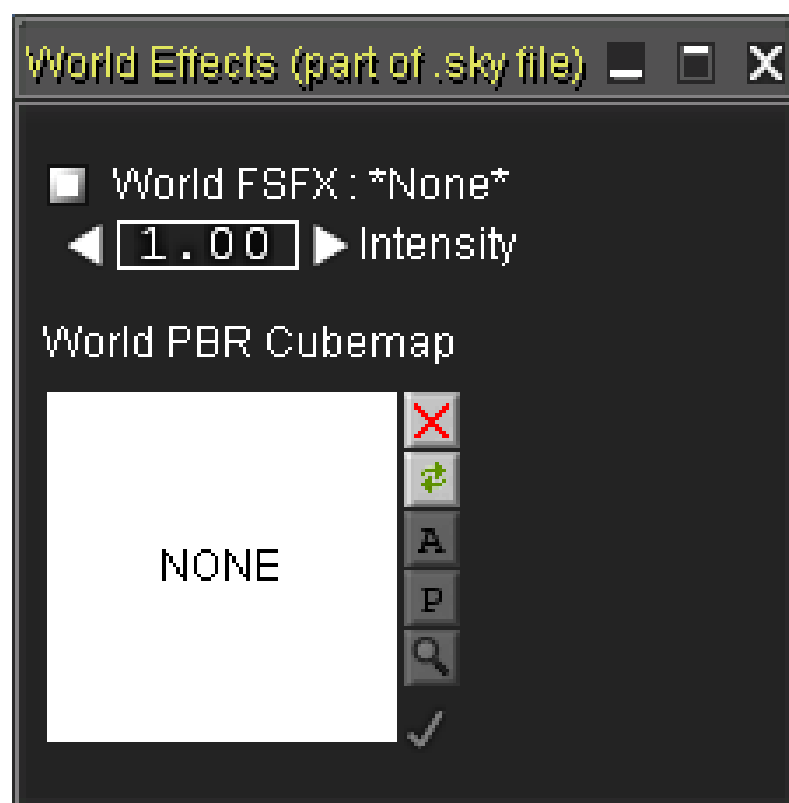 World Effects (part of .sky file)
World FSFX : *None*
1.00 Intensity
World PBR Cubemap
NONE
A
P